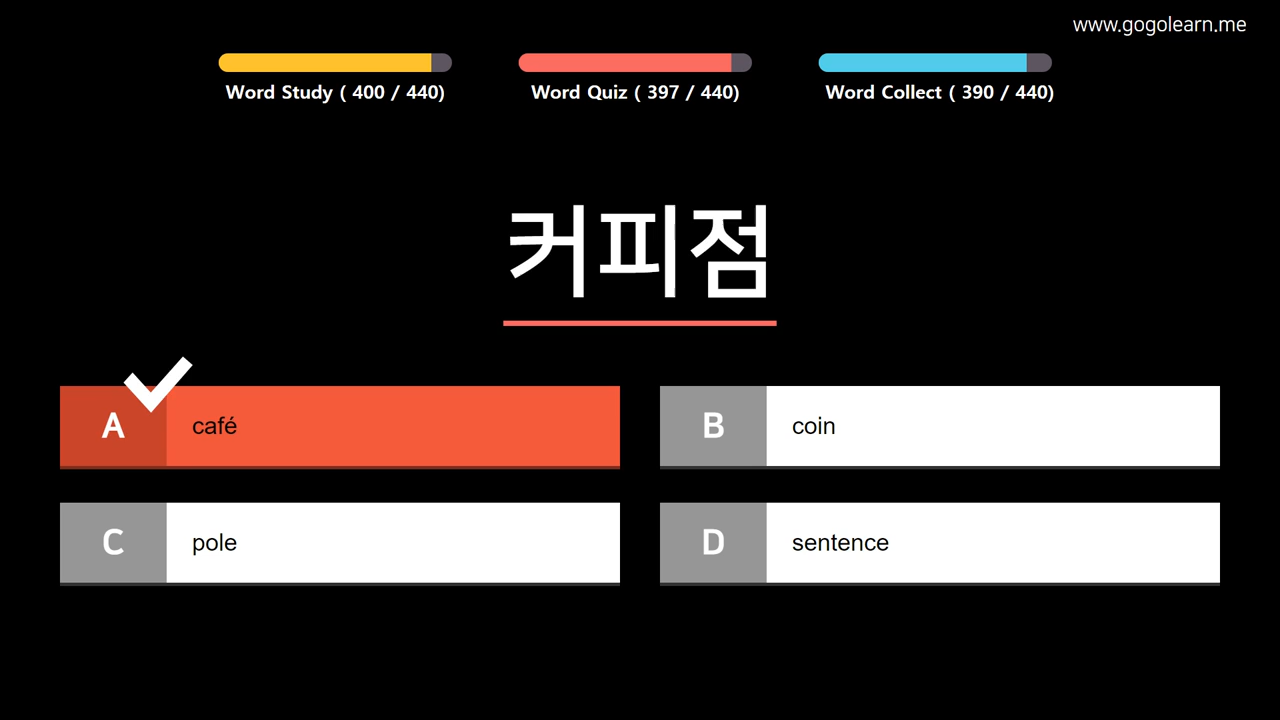 www.gogolearn.me
Word Study ( 400 / 440)
Word Quiz ( 397 / 440)
Word Collect ( 390 / 440)
커피점
A café
B coin
C pole
D sentence